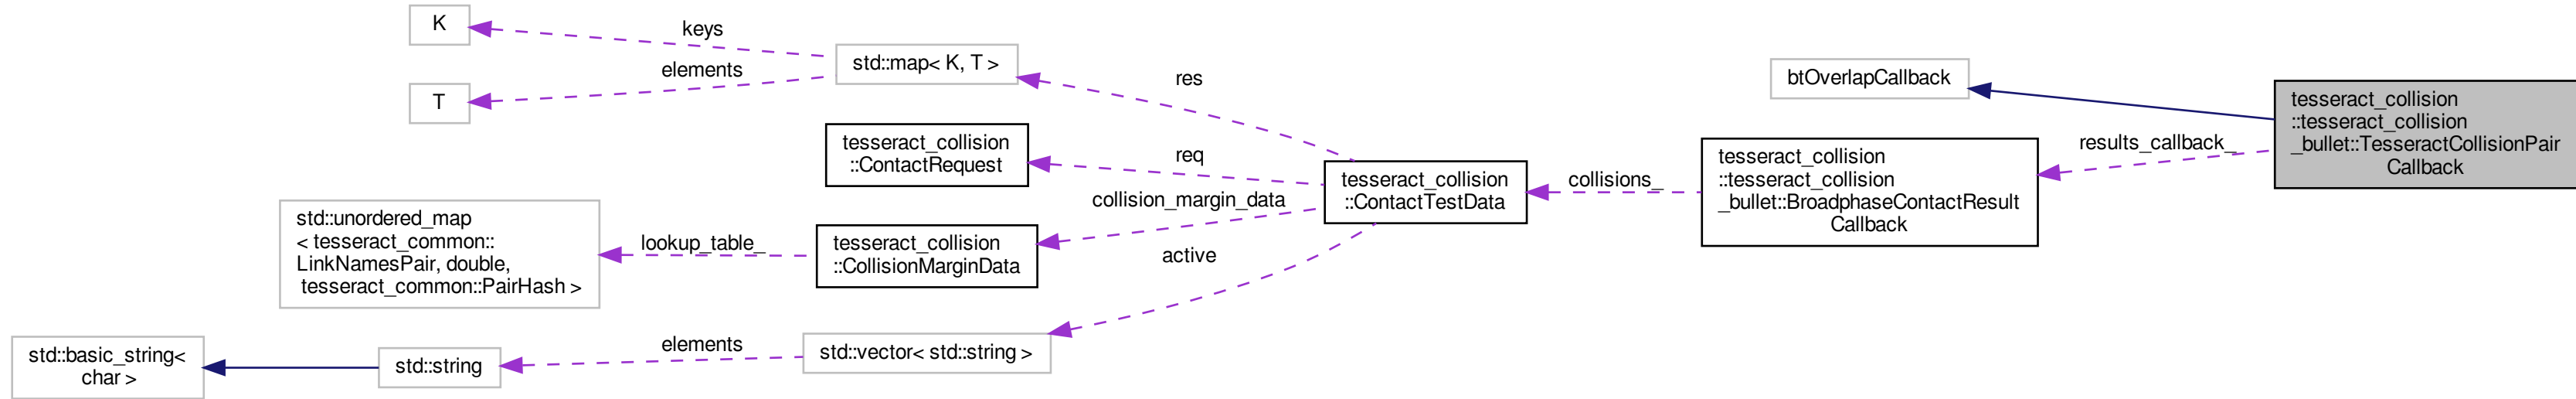 K
keys
T
elements
std::map< K, T >
res
tesseract_collision
::ContactRequest
req
std::unordered_map
< tesseract_common::
LinkNamesPair, double,
tesseract_common::PairHash >
lookup_table_
tesseract_collision
::CollisionMarginData
collision_margin_data
std::basic_string<
char >
std::string
elements
std::vector< std::string >
active
tesseract_collision
::ContactTestData
collisions_
btOverlapCallback
tesseract_collision
::tesseract_collision
_bullet::BroadphaseContactResult
Callback
results_callback_
tesseract_collision
::tesseract_collision
_bullet::TesseractCollisionPair
Callback